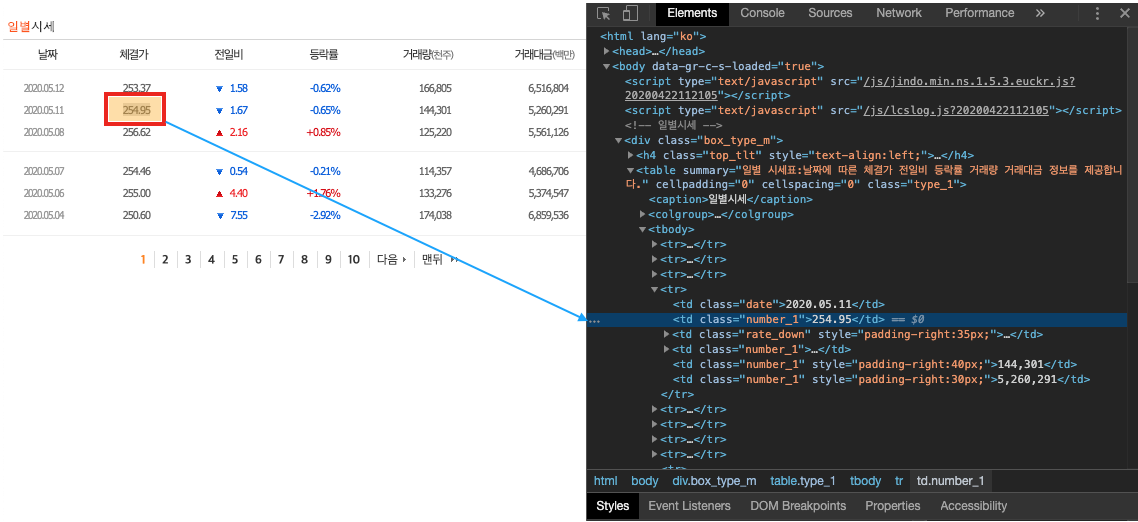 일별시세
날짜 체결가 전일비 등락률 거래량(천주) 거래대금(백만)
2020.05.12 253.37 ▼ 1.58 -0.62% 166,805 6,516,804
2020.05.11 254.95 ▼ 1.67 -0.65% 144,301 5,260,291
2020.05.08 256.62 ▲ 2.16 +0.85% 125,220 5,561,126
2020.05.07 254.46 ▼ 0.54 -0.21% 114,357 4,686,706
2020.05.06 255.00 ▲ 4.40 +1.76% 133,276 5,374,547
2020.05.04 250.60 ▼ 7.55 -2.92% 174,038 6,859,536
1 2 3 4 5 6 7 8 9 10 다음 맨뒤
Elements Console Sources Network Performance »
<html lang="ko">
<head>…</head>
<body data-gr-c-s-loaded="true">
<script type="text/javascript" src="/js/jindo.min.ns.1.5.3.euckr.js?
20200422112105"></script>
<script type="text/javascript" src="/js/lcslog.js?20200422112105"></script>
<!-- 일별시세 -->
<div class="box_type_m">
<h4 class="top_tlt" style="text-align:left;">…</h4>
<table summary="일별 시세표:날짜에 따른 체결가 전일비 등락률 거래량 거래대금 정보를 제공합니
다." cellpadding="0" cellspacing="0" class="type_1">
<caption>일별시세</caption>
<colgroup>…</colgroup>
<tbody>
<tr>…</tr>
<tr>…</tr>
<tr>…</tr>
<tr>
<td class="date">2020.05.11</td>
… <td class="number_1">254.95</td> == $0
<td class="rate_down" style="padding-right:35px;">…</td>
<td class="number_1">…</td>
<td class="number_1" style="padding-right:40px;">144,301</td>
<td class="number_1" style="padding-right:30px;">5,260,291</td>
</tr>
<tr>…</tr>
<tr>…</tr>
<tr>…</tr>
<tr>…</tr>
<tr>
html body div.box_type_m table.type_1 tbody tr td.number_1
Styles Event Listeners DOM Breakpoints Properties Accessibility